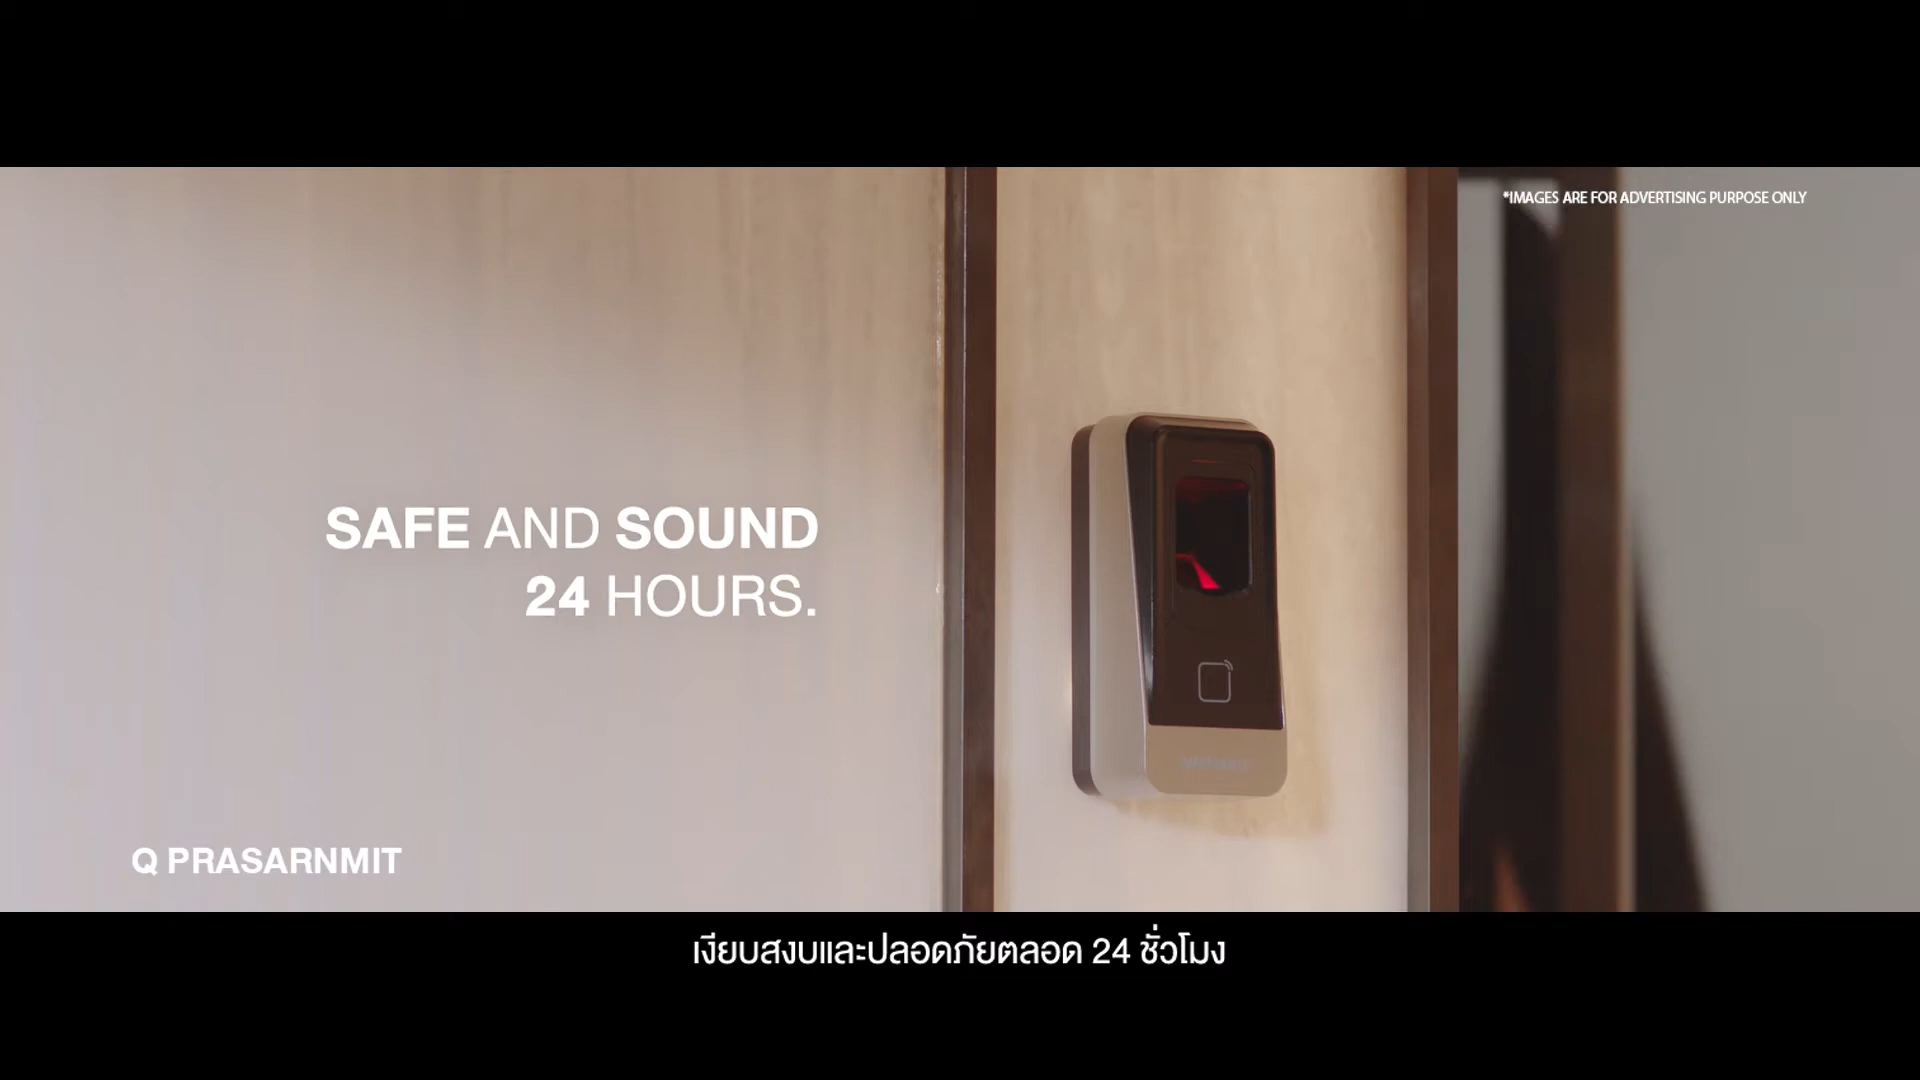 *IMAGES ARE FOR ADVERTISING PURPOSE ONLY
SAFE AND SOUND
24 HOURS.
Q PRASARNMIT
เงียบสงบและปลอดภัยตลอด 24 ชั่วโมง